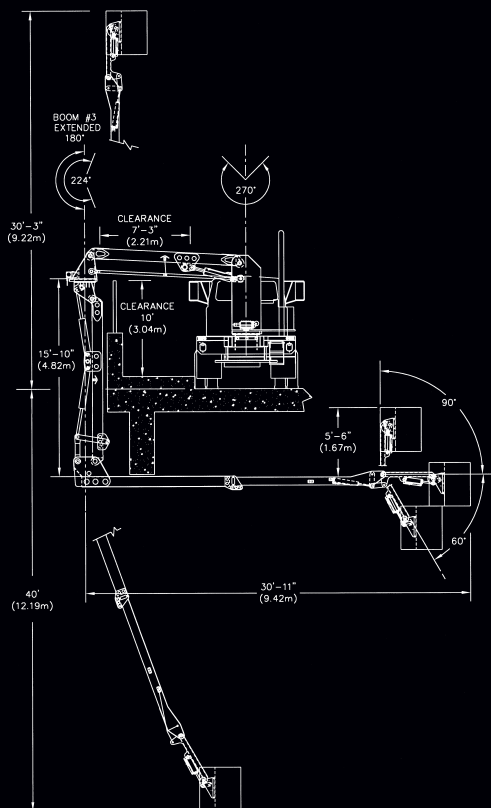 BOOM #3
EXTENDED
180°
224°
270°
30'-3"
(9.22m)
CLEARANCE
7'-3"
(2.21m)
CLEARANCE
10'
(3.04m)
15'-10"
(4.82m)
90°
5'-6"
(1.67m)
60°
30'-11"
(9.42m)
40'
(12.19m)